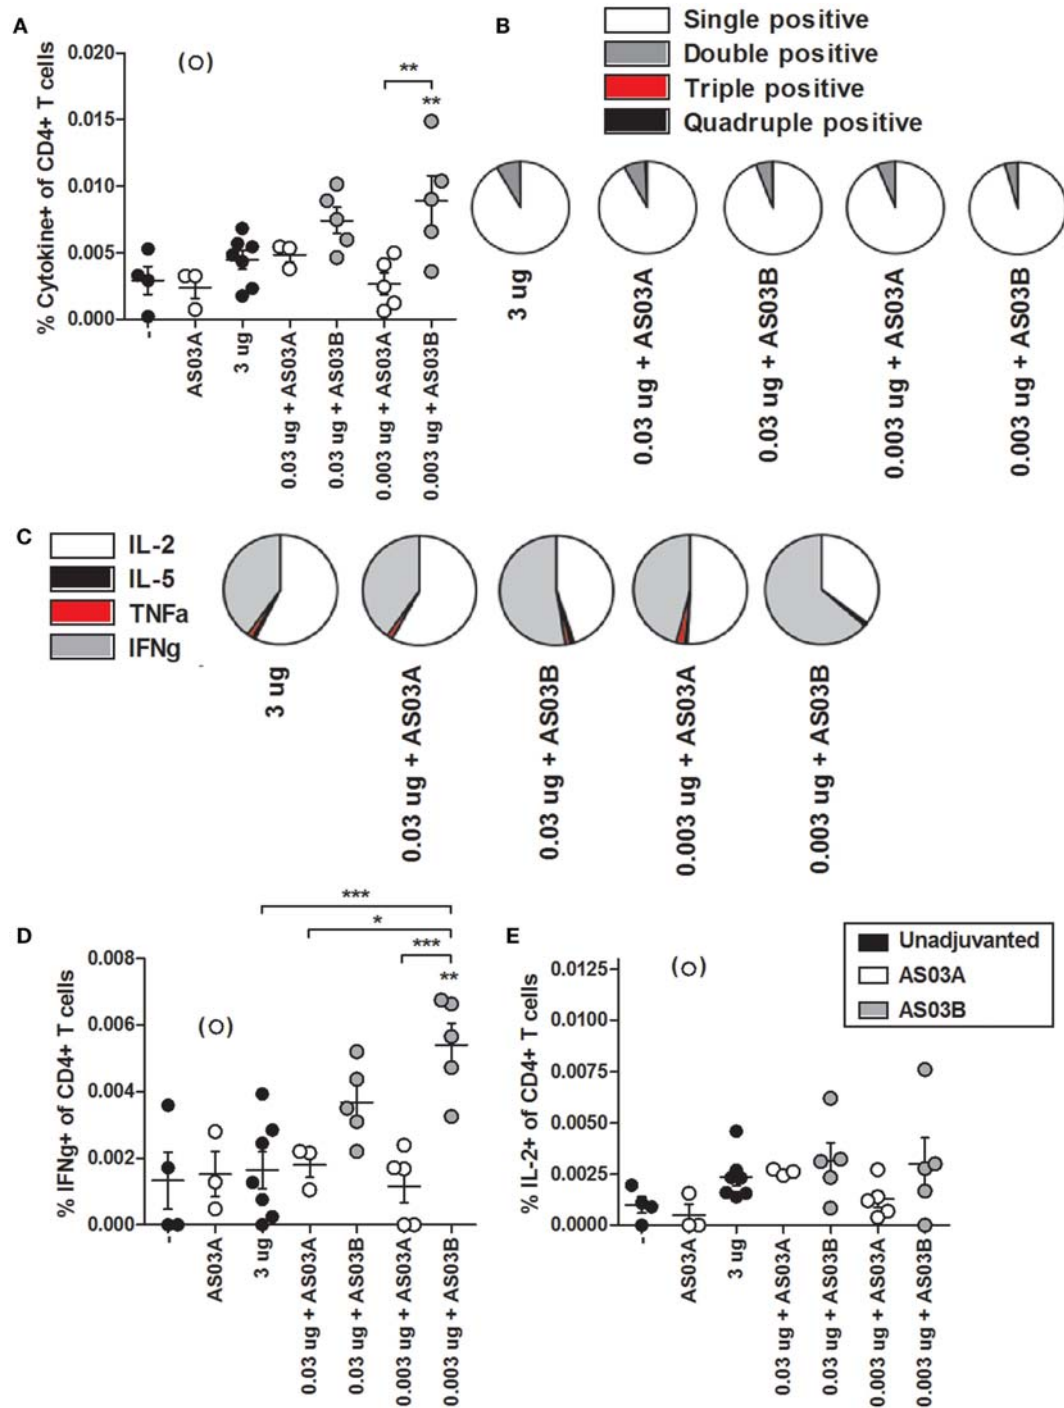 A
% Cytokine+ of CD4+ T cells
0.020
0.015
0.010
0.005
0.000
( )
**
**
-
AS03A
3 ug
0.03 ug + AS03A
0.03 ug + AS03B
0.003 ug + AS03A
0.003 ug + AS03B
B
Single positive
Double positive
Triple positive
Quadruple positive
3 ug
0.03 ug + AS03A
0.03 ug + AS03B
0.003 ug + AS03A
0.003 ug + AS03B
C
IL-2
IL-5
TNFa
IFNg
3 ug
0.03 ug + AS03A
0.03 ug + AS03B
0.003 ug + AS03A
0.003 ug + AS03B
D
% IFNg+ of CD4+ T cells
0.008
0.006
0.004
0.002
0.000
( )
***
*
***
**
-
AS03A
3 ug
0.03 ug + AS03A
0.03 ug + AS03B
0.003 ug + AS03A
0.003 ug + AS03B
E
% IL-2+ of CD4+ T cells
0.0125
0.0100
0.0075
0.0050
0.0025
0.0000
( )
-
AS03A
3 ug
0.03 ug + AS03A
0.03 ug + AS03B
0.003 ug + AS03A
0.003 ug + AS03B
Unadjuvanted
AS03A
AS03B